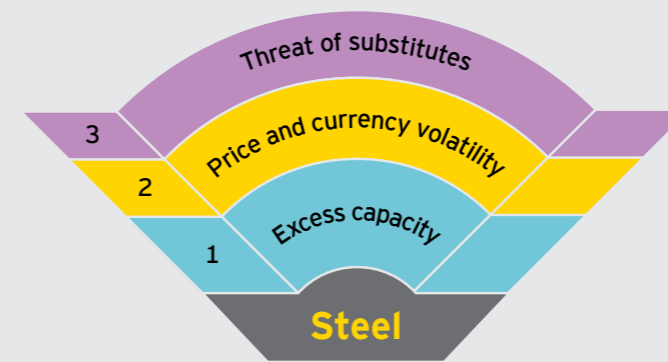 Threat of substitutes
3
Price and currency volatility
2
Excess capacity
1
Steel